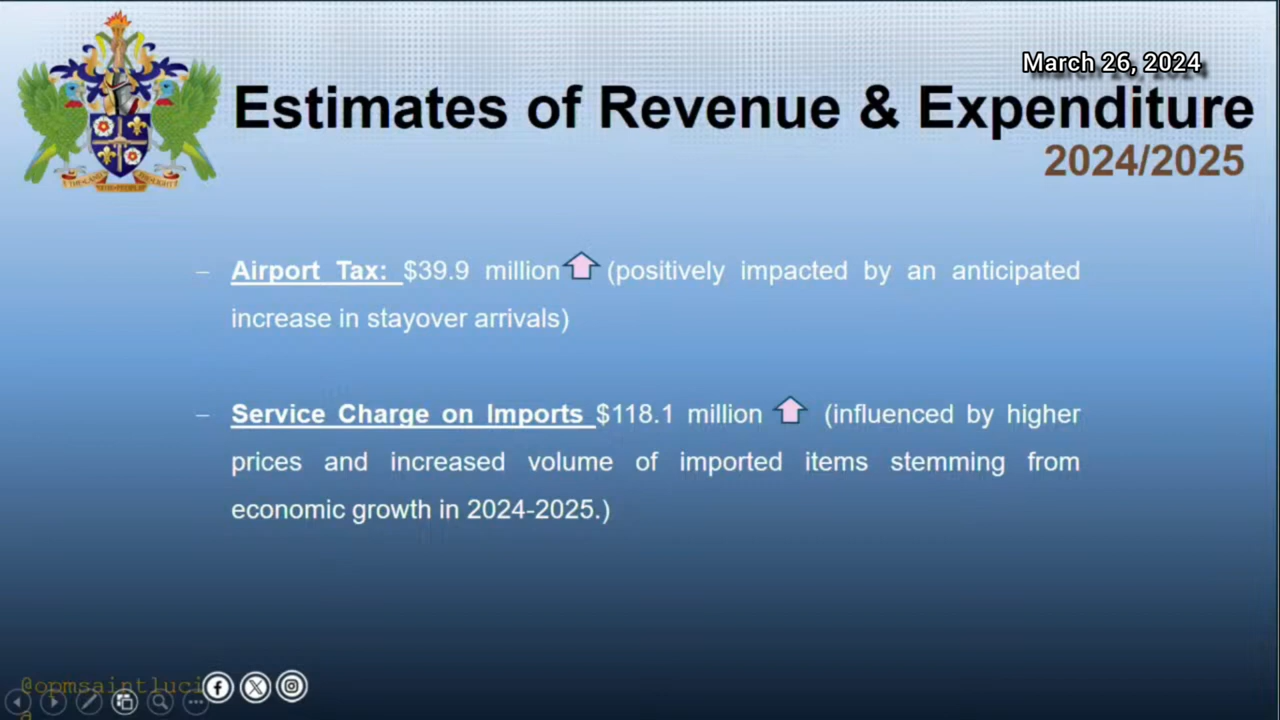 March 26, 2024
Estimates of Revenue & Expenditure
2024/2025
– Airport Tax: $39.9 million (positively impacted by an anticipated
increase in stayover arrivals)
– Service Charge on Imports $118.1 million (influenced by higher
prices and increased volume of imported items stemming from
economic growth in 2024-2025.)
@opmsaintluci
a